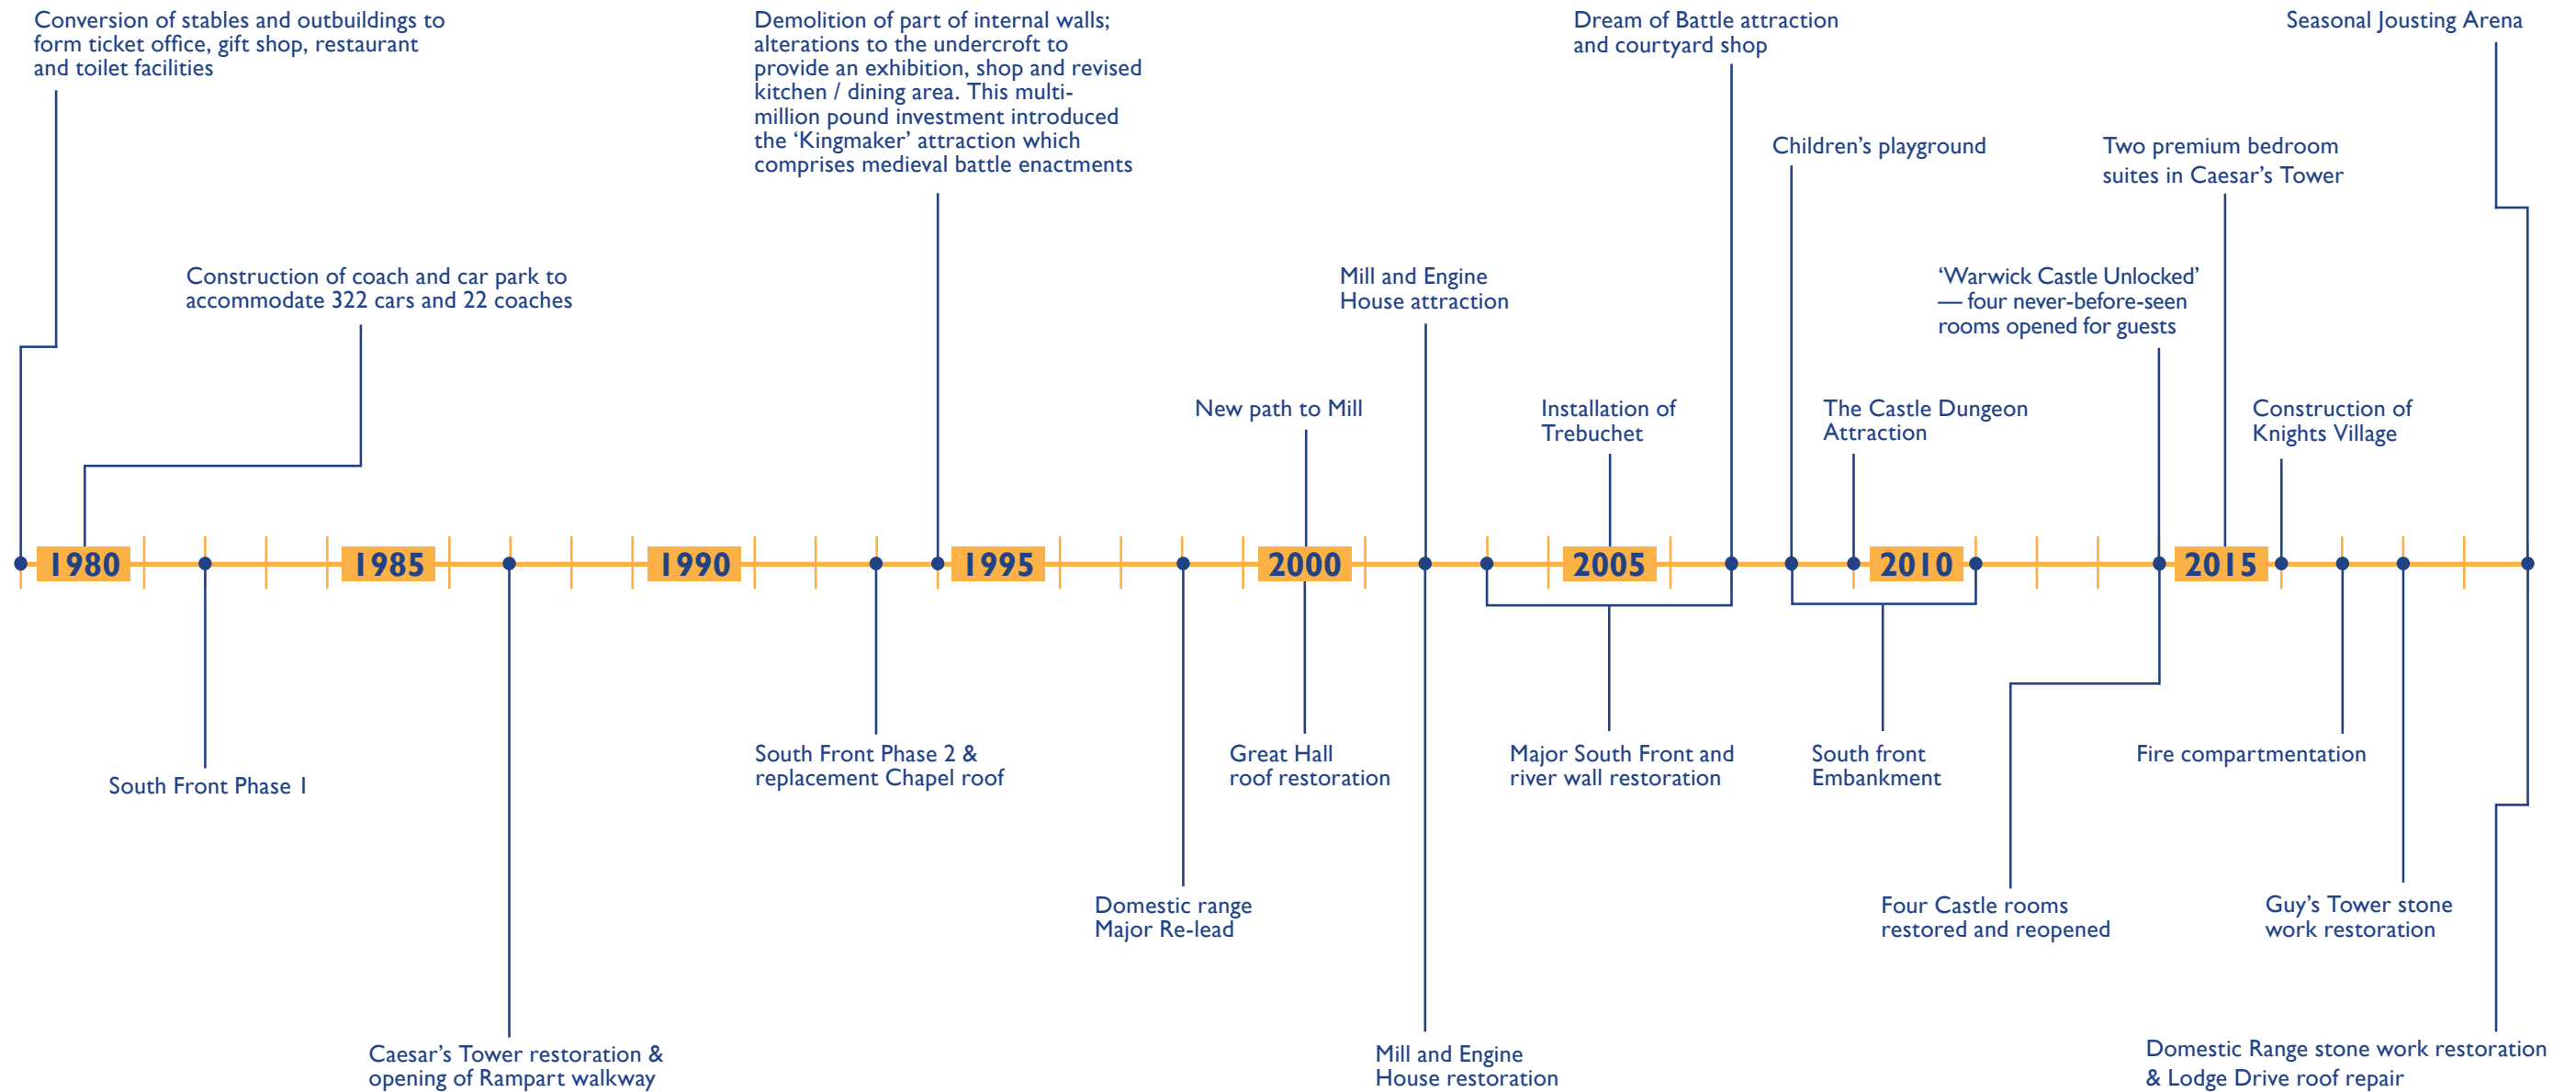 Conversion of stables and outbuildings to
form ticket office, gift shop, restaurant
and toilet facilities
Demolition of part of internal walls;
alterations to the undercroft to
provide an exhibition, shop and revised
kitchen / dining area. This multi-
million pound investment introduced
the ‘Kingmaker’ attraction which
comprises medieval battle enactments
Dream of Battle attraction
and courtyard shop
Seasonal Jousting Arena
Children’s playground
Two premium bedroom
suites in Caesar’s Tower
Construction of coach and car park to
accommodate 322 cars and 22 coaches
Mill and Engine
House attraction
‘Warwick Castle Unlocked’
— four never-before-seen
rooms opened for guests
New path to Mill
Installation of
Trebuchet
The Castle Dungeon
Attraction
Construction of
Knights Village
1980 1985 1990 1995 2000 2005 2010 2015
South Front Phase 1
South Front Phase 2 &
replacement Chapel roof
Great Hall
roof restoration
Major South Front and
river wall restoration
South front
Embankment
Fire compartmentation
Domestic range
Major Re-lead
Four Castle rooms
restored and reopened
Guy’s Tower stone
work restoration
Caesar’s Tower restoration &
opening of Rampart walkway
Mill and Engine
House restoration
Domestic Range stone work restoration
& Lodge Drive roof repair